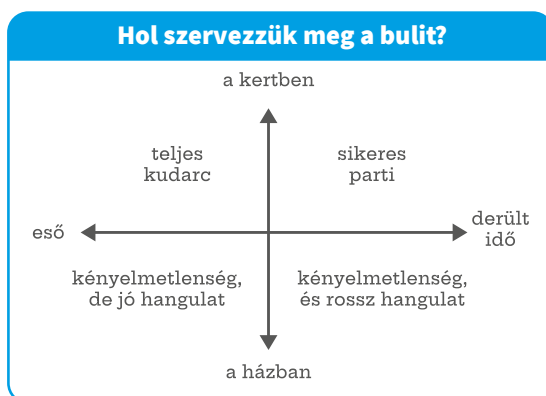 Hol szervezzük meg a bulit?
a kertben
teljes
kudarc
sikeres
parti
eső
derült
idő
kényelmetlenség,
de jó hangulat
kényelmetlenség,
és rossz hangulat
a házban